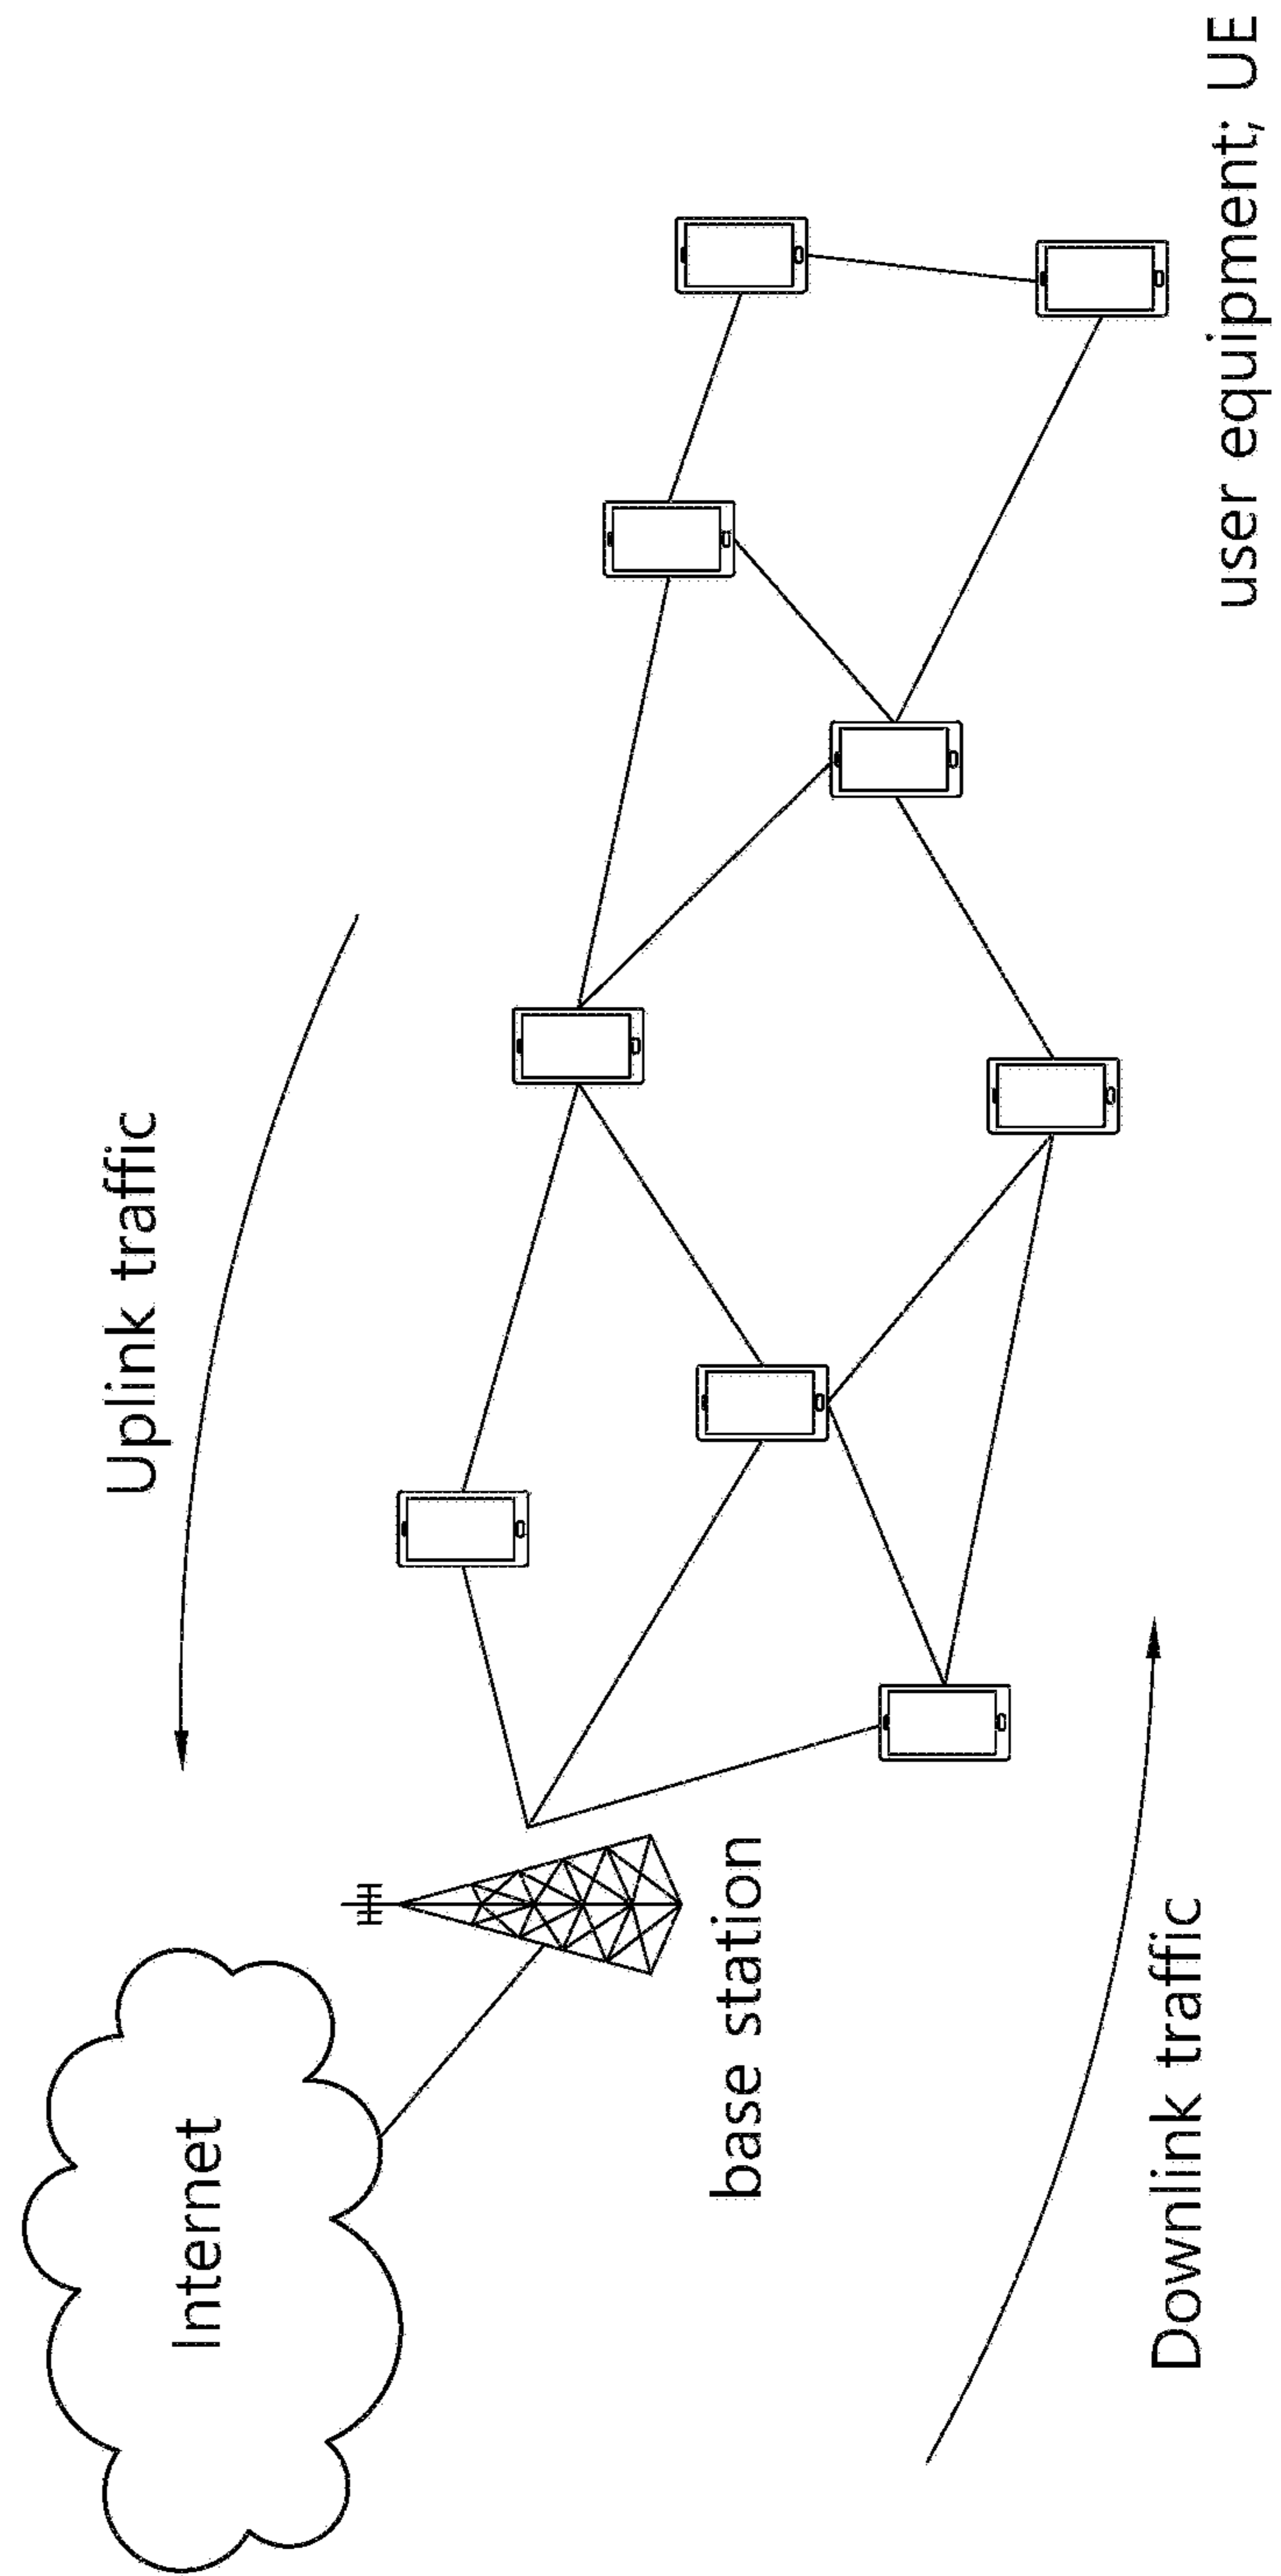 Internet
Uplink traffic
base station
Downlink traffic
user equipment; UE